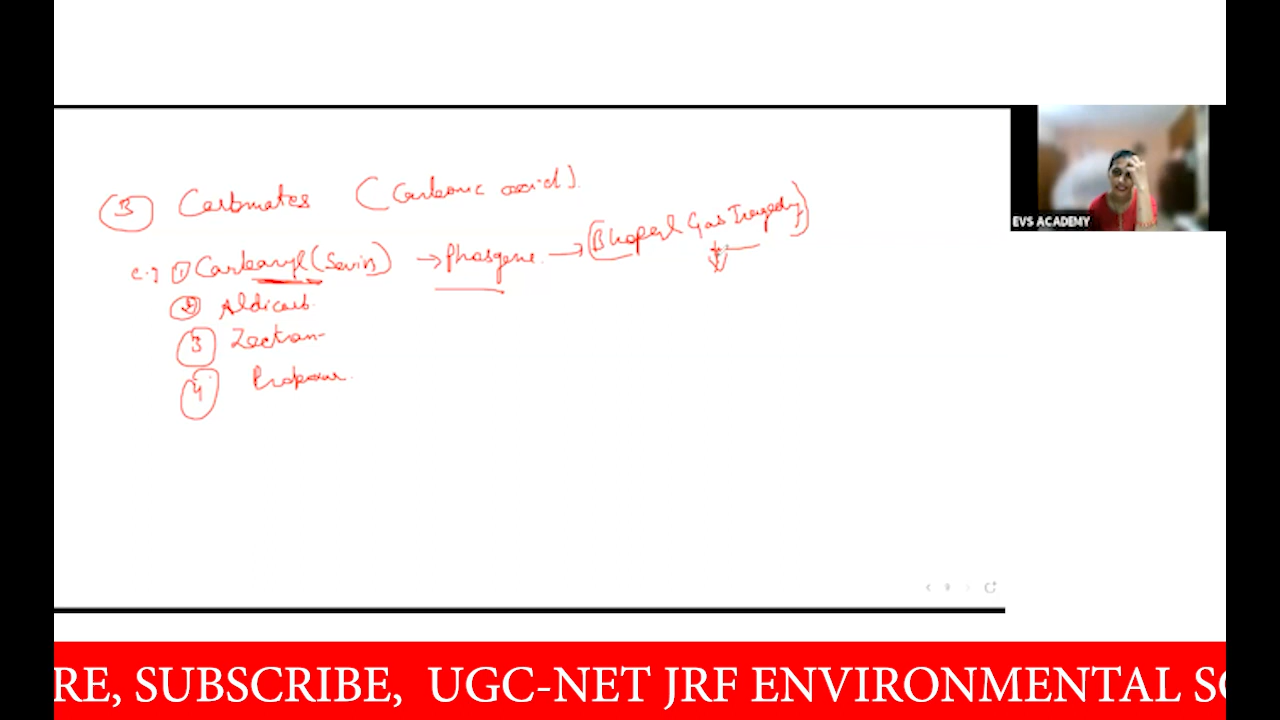 3 Carbmates (Carbonic acid).
e.g ① Carbaryl (Sevin) → Phosgene. → (Bhopal Gas Tragedy)
② Aldicarb.
3 Zectran
4 Propoxur.
EVS ACADEMY
RE, SUBSCRIBE, UGC-NET JRF ENVIRONMENTAL SC